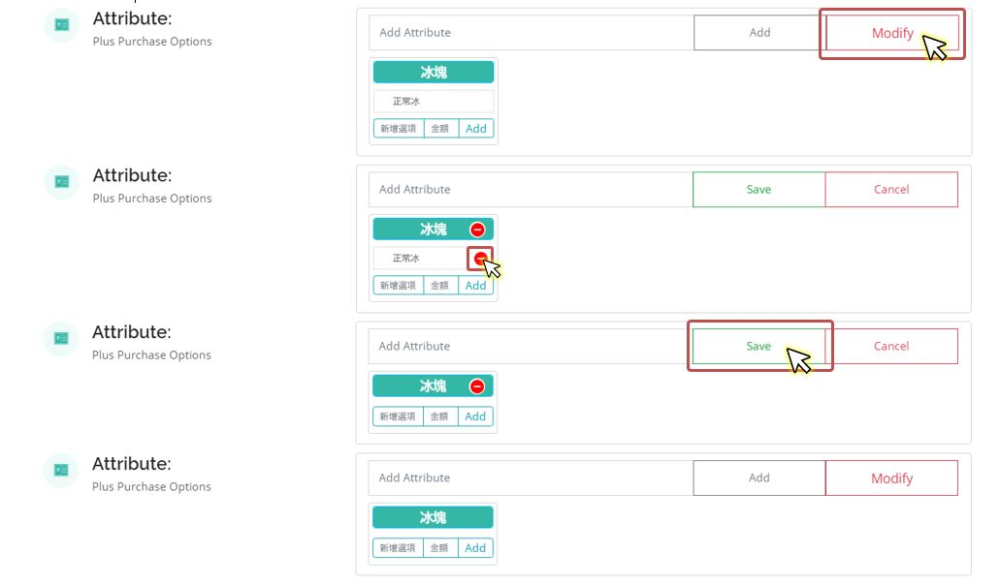 Attribute:
Plus Purchase Options
Add Attribute Add Modify
冰塊
正常冰
新增選項 金額 Add
Attribute:
Plus Purchase Options
Add Attribute Save Cancel
冰塊
正常冰
新增選項 金額 Add
Attribute:
Plus Purchase Options
Add Attribute Save Cancel
冰塊
新增選項 金額 Add
Attribute:
Plus Purchase Options
Add Attribute Add Modify
冰塊
新增選項 金額 Add